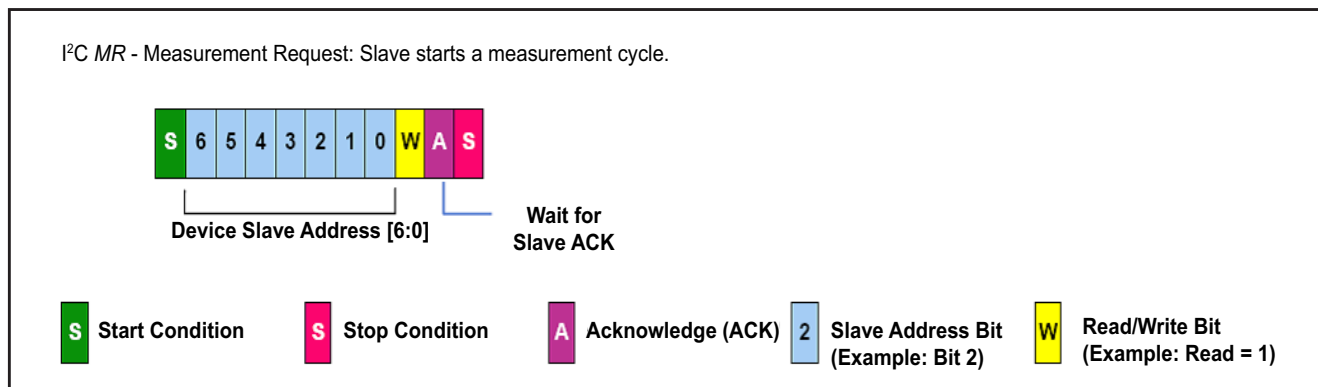 I²C MR - Measurement Request: Slave starts a measurement cycle.
S 6 5 4 3 2 1 0 W A S
Device Slave Address [6:0]
Wait for
Slave ACK
S Start Condition
S Stop Condition
A Acknowledge (ACK)
2 Slave Address Bit
(Example: Bit 2)
W Read/Write Bit
(Example: Read = 1)